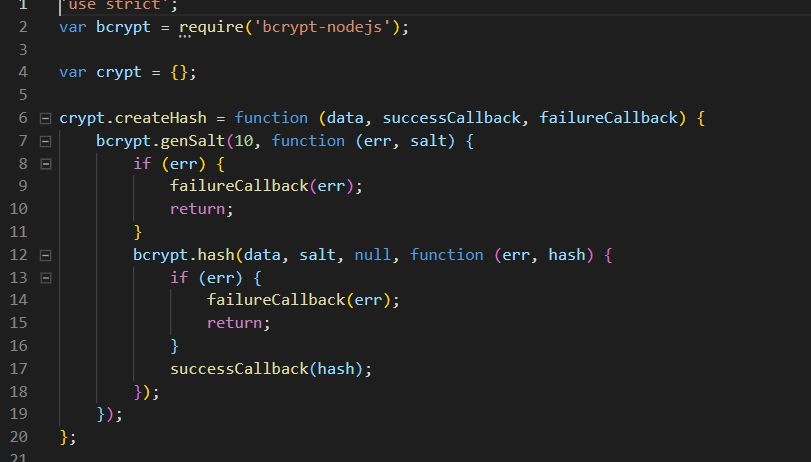 1 'use strict';
2 var bcrypt = require('bcrypt-nodejs');
3
4 var crypt = {};
5
6 crypt.createHash = function (data, successCallback, failureCallback) {
7     bcrypt.genSalt(10, function (err, salt) {
8         if (err) {
9             failureCallback(err);
10             return;
11         }
12         bcrypt.hash(data, salt, null, function (err, hash) {
13             if (err) {
14                 failureCallback(err);
15                 return;
16             }
17             successCallback(hash);
18         });
19     });
20 };
21